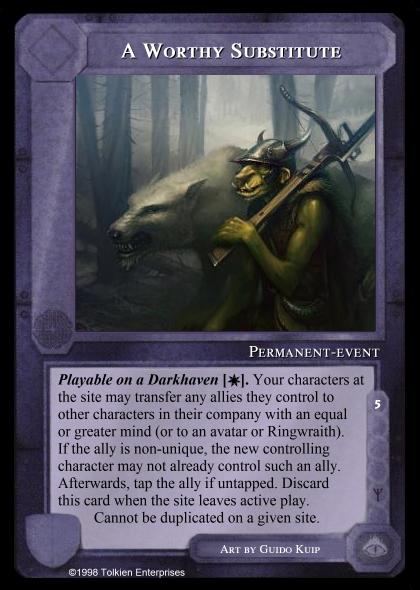 A Worthy Substitute
Permanent-event
Playable on a Darkhaven [✷]. Your characters at
the site may transfer any allies they control to
other characters in their company with an equal
or greater mind (or to an avatar or Ringwraith).
If the ally is non-unique, the new controlling
character may not already control such an ally.
Afterwards, tap the ally if untapped. Discard
this card when the site leaves active play.
Cannot be duplicated on a given site.
5
Art by Guido Kuip
©1998 Tolkien Enterprises